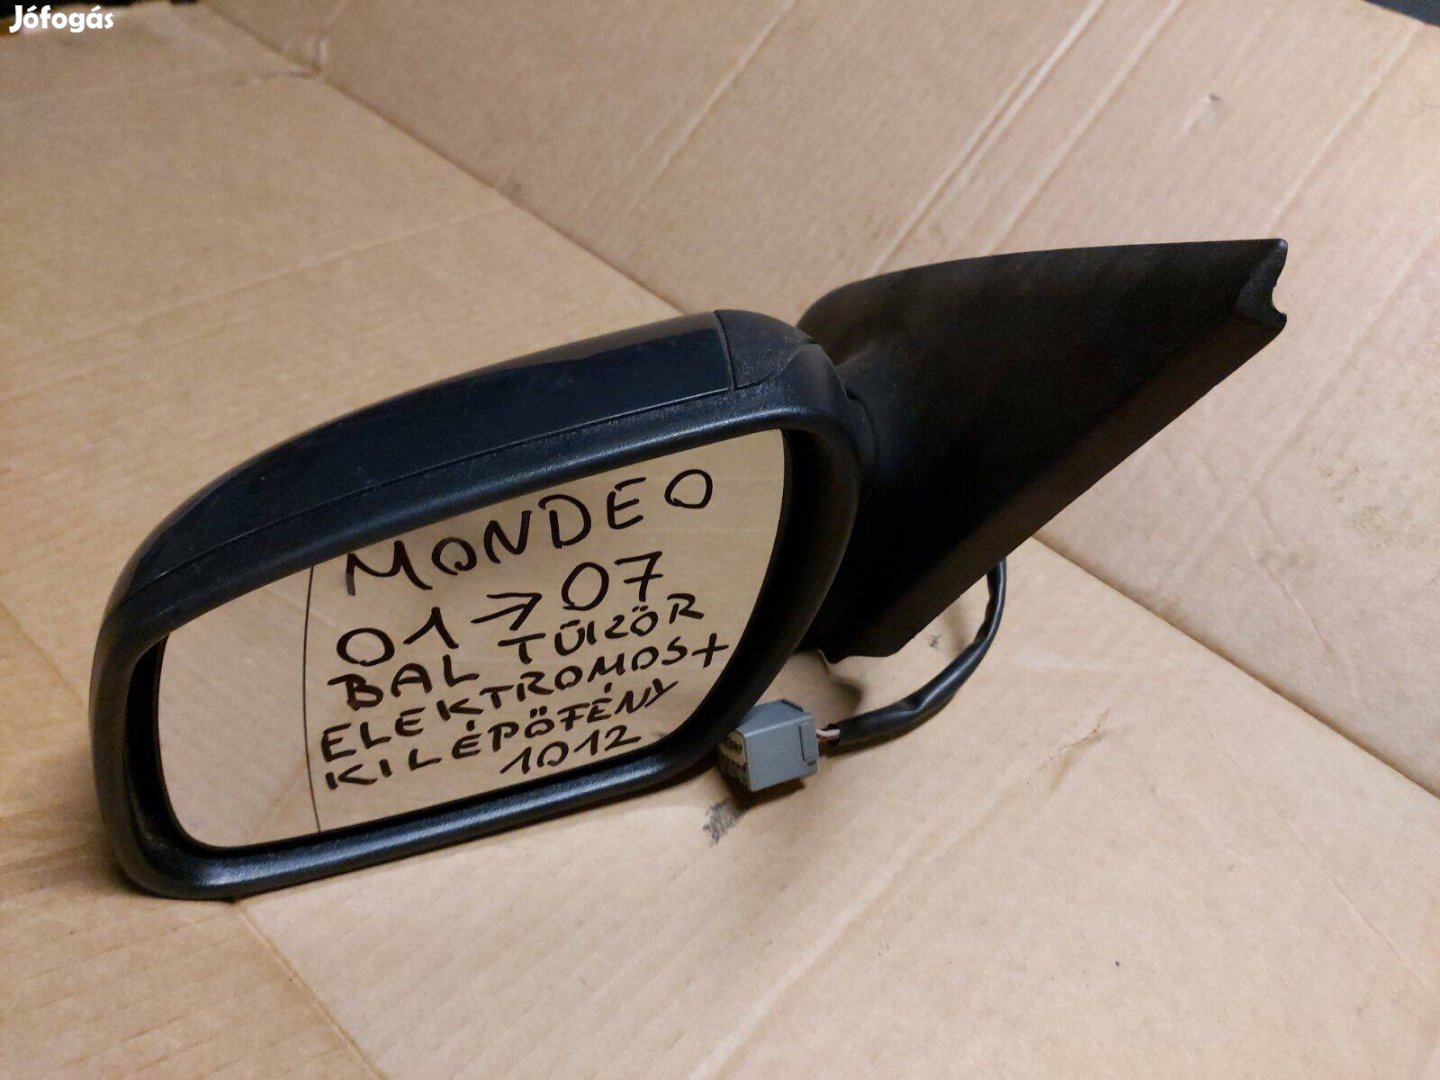 Jófogás
MONDEO
01→07
BAL TÜKÖR
ELEKTROMOS+
KILÉPŐFÉNY
1012